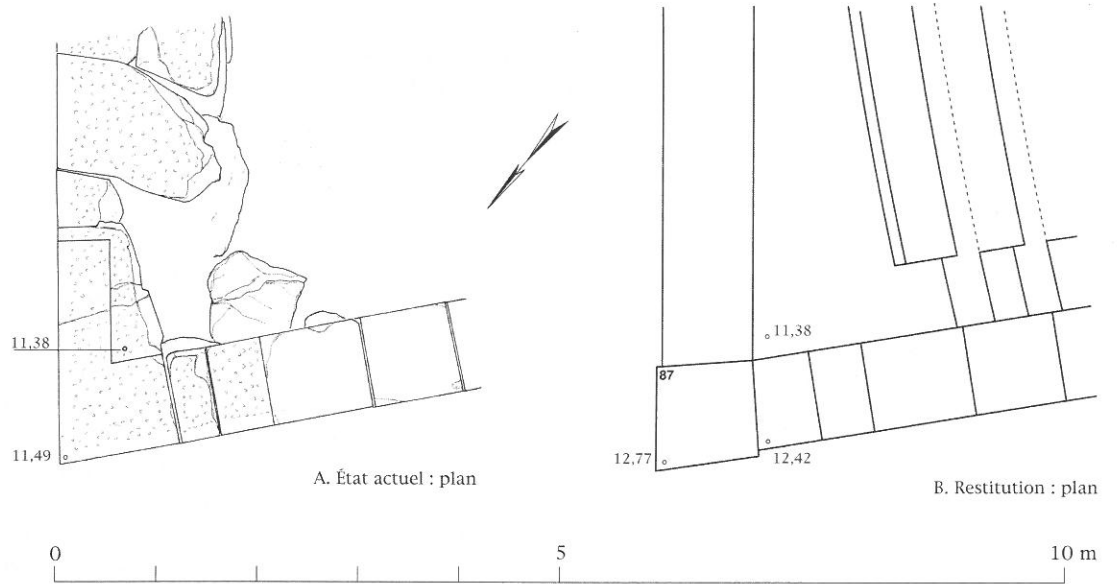 11,38
11,49
A. État actuel : plan
11,38
87
12,77
12,42
B. Restitution : plan
0
5
10 m